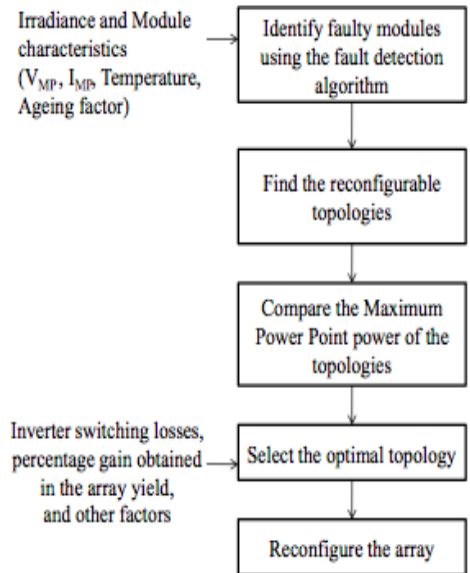 Irradiance and Module
characteristics
(V_MP, I_MP, Temperature,
Ageing factor)
Identify faulty modules
using the fault detection
algorithm
Find the reconfigurable
topologies
Compare the Maximum
Power Point power of the
topologies
Inverter switching losses,
percentage gain obtained
in the array yield,
and other factors
Select the optimal topology
Reconfigure the array